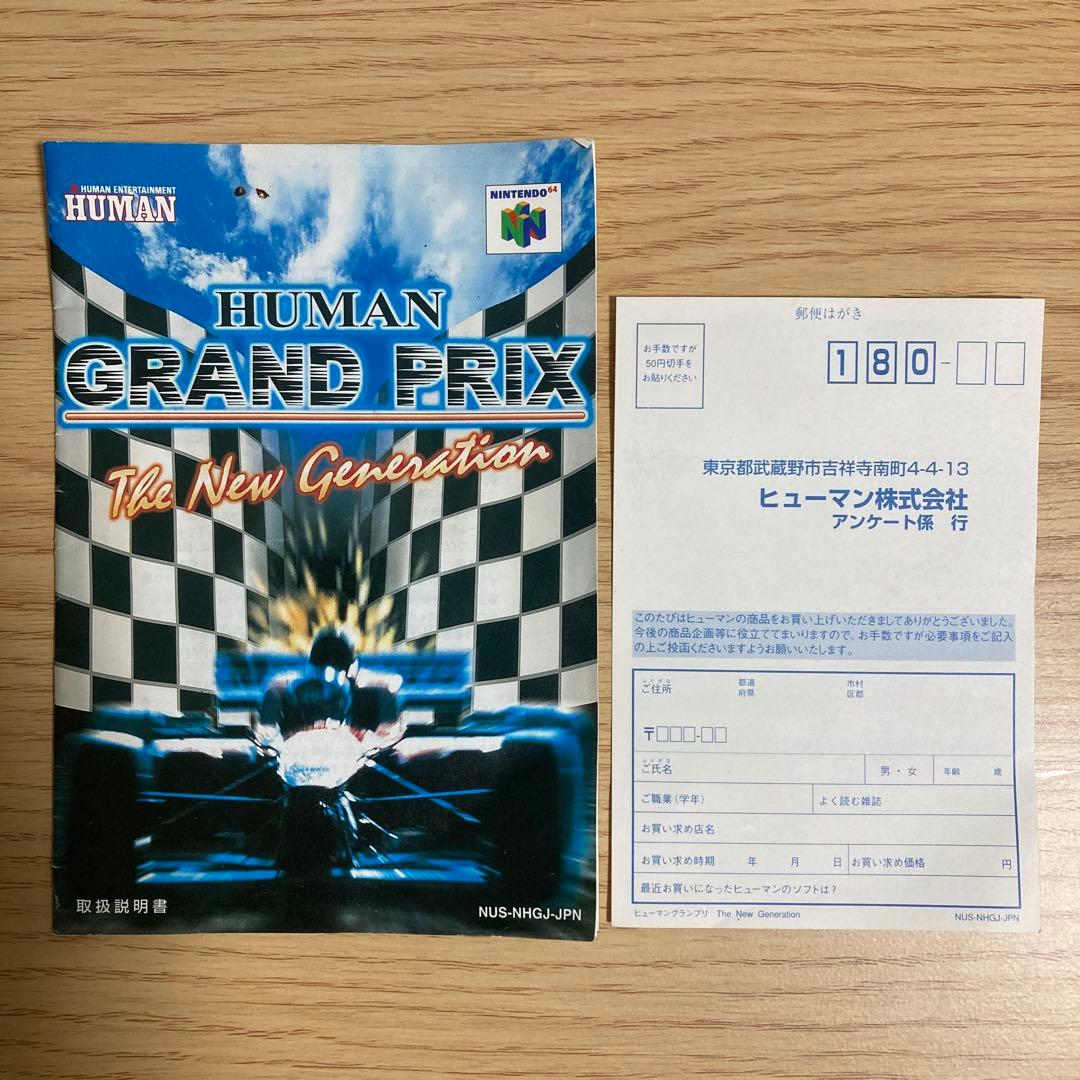 HUMAN ENTERTAINMENT
HUMAN
NINTENDO64
HUMAN
GRAND PRIX
The New Generation
取扱説明書
NUS-NHGJ-JPN
郵便はがき
お手数ですが
50円切手を
お貼りください
180-
東京都武蔵野市吉祥寺南町4-4-13
ヒューマン株式会社
アンケート係 行
このたびはヒューマンの商品をお買い上げいただきましてありがとうございました。
今後の商品企画等に役立ててまいりますので、お手数ですが必要事項をご記入
の上ご投函くださいますようお願いいたします。
ふりがな
ご住所 都道 市村
府県 区郡
〒□□□-□□
ふりがな
ご氏名 男・女 年齢 歳
ご職業(学年) よく読む雑誌
お買い求め店名
お買い求め時期 年 月 日 お買い求め価格 円
最近お買いになったヒューマンのソフトは?
ヒューマングランプリ The New Generation NUS-NHGJ-JPN